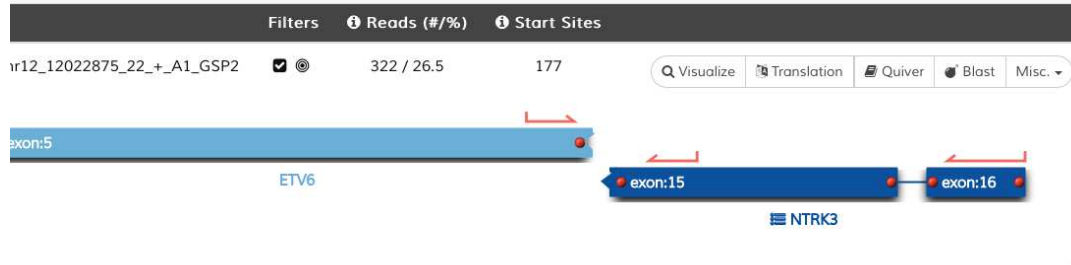 Filters Reads (#/%) Start Sites
hr12_12022875_22_+_A1_GSP2 322 / 26.5 177 Visualize Translation Quiver Blast Misc.
exon:5
ETV6
exon:15 exon:16
NTRK3